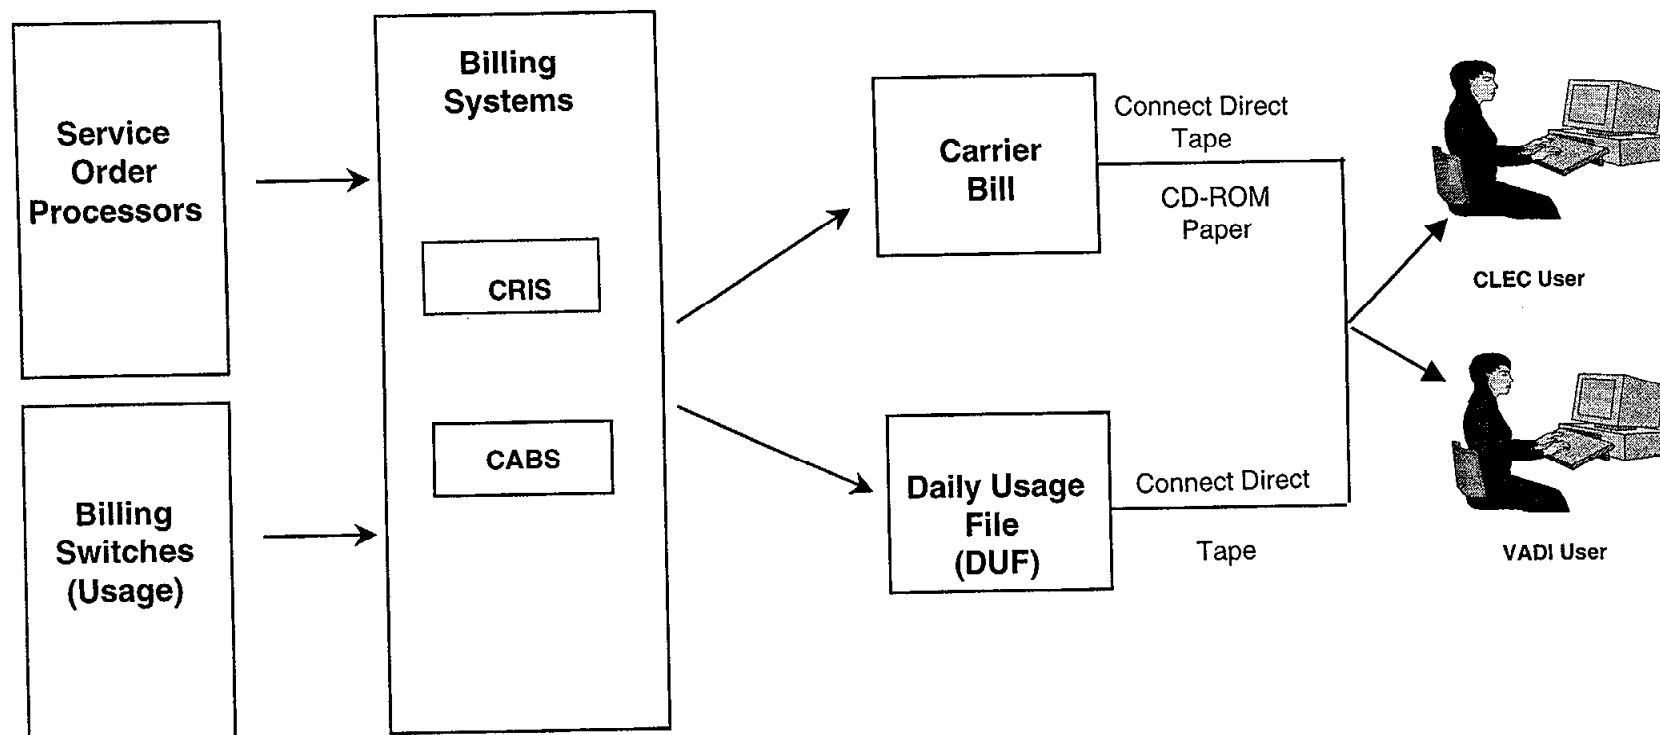 Service
Order
Processors
Billing
Switches
(Usage)
Billing
Systems
CRIS
CABS
Carrier
Bill
Connect Direct
Tape
CD-ROM
Paper
Daily Usage
File
(DUF)
Connect Direct
Tape
CLEC User
VADI User